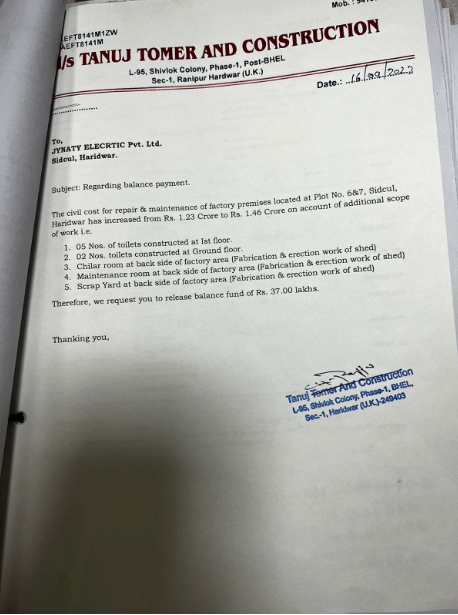 Mob. :
AEFT8141M1ZW
AEFT8141M
/s TANUJ TOMER AND CONSTRUCTION
L-95, Shivlok Colony, Phase-1, Post-BHEL
Sec-1, Ranipur Hardwar (U.K.)
Date.: 16/09/2023
To,
JYNATY ELECRTIC Pvt. Ltd.
Sidcul, Haridwar.
Subject: Regarding balance payment.
The civil cost for repair & maintenance of factory premises located at Plot No. 6&7, Sidcul,
Haridwar has increased from Rs. 1.23 Crore to Rs. 1.46 Crore on account of additional scope
of work i.e.
1. 05 Nos. of toilets constructed at Ist floor.
2. 02 Nos. toilets constructed at Ground floor.
3. Chilar room at back side of factory area (Fabrication & erection work of shed)
4. Maintenance room at back side of factory area (Fabrication & erection work of shed)
5. Scrap Yard at back side of factory area (Fabrication & erection work of shed)
Therefore, we request you to release balance fund of Rs. 37.00 lakhs.
Thanking you,
Tanuj Tomer And Construction
L-95, Shivlok Colony, Phase-1, BHEL,
Sec.-1, Haridwar (U.K.)-249403